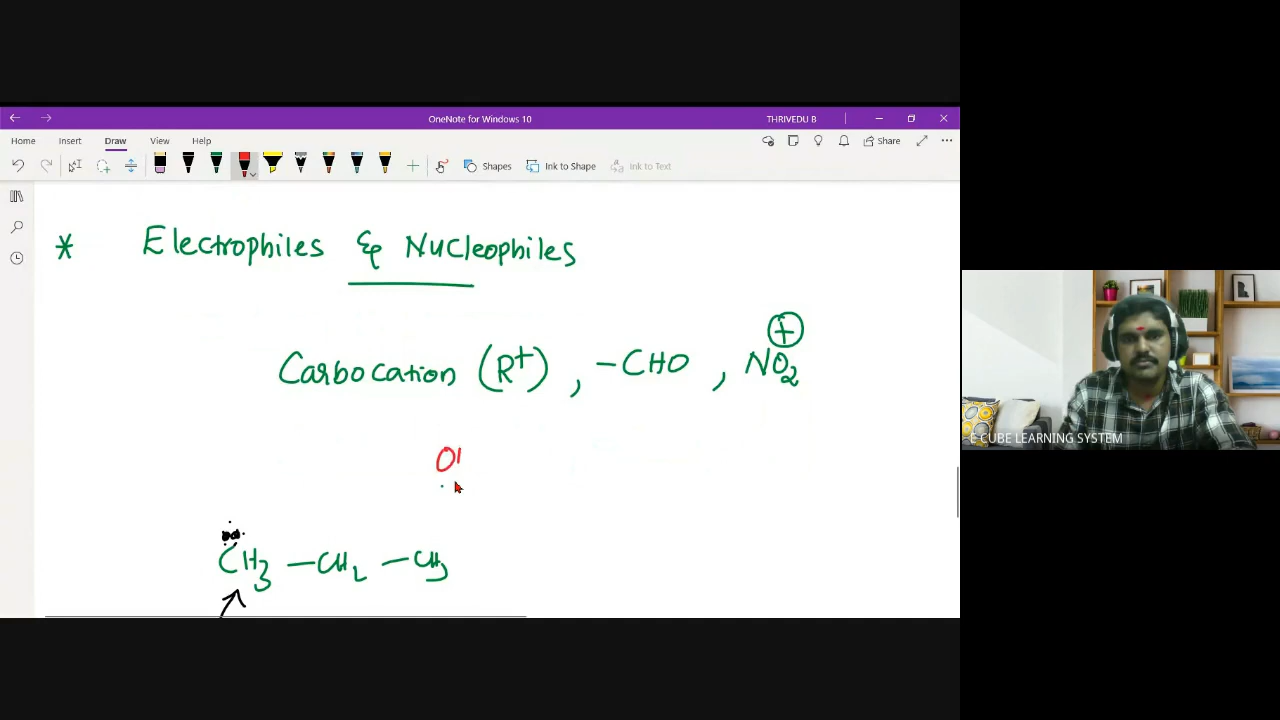 OneNote for Windows 10
THRIVEDU B
Home Insert Draw View Help
Share
Shapes Ink to Shape Ink to Text
* Electrophiles & Nucleophiles
Carbocation (R+), -CHO, NO2 +
CH3 - CH2 - CH3
E CUBE LEARNING SYSTEM